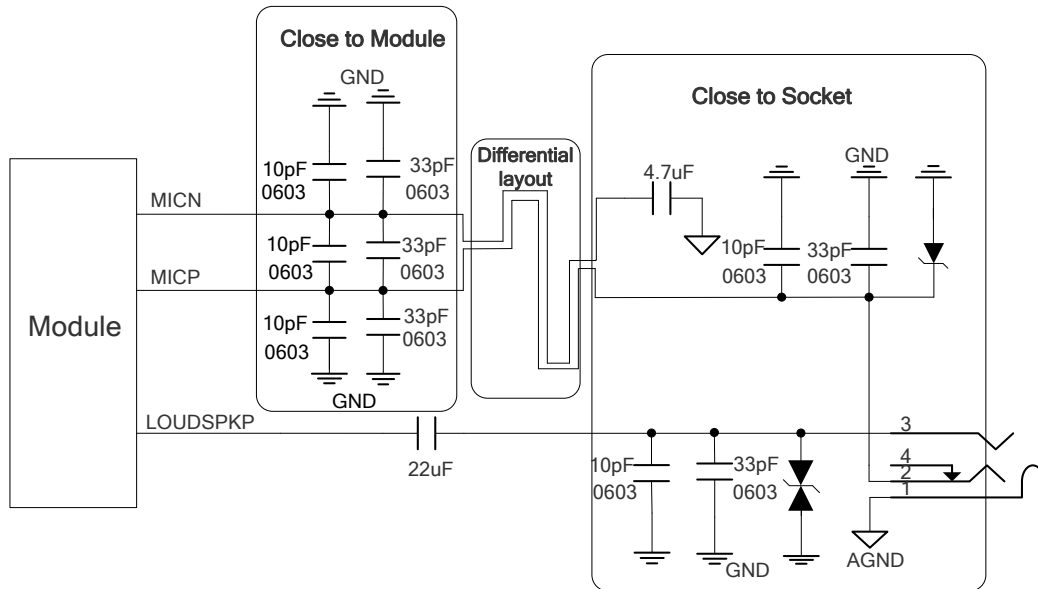 Close to Module
GND
10pF
0603
33pF
0603
MICN
10pF
0603
33pF
0603
MICP
10pF
0603
33pF
0603
GND
Module
LOUDSPKP
22uF
Differential
layout
Close to Socket
4.7uF
GND
10pF
0603
33pF
0603
10pF
0603
33pF
0603
GND
3
4
2
1
AGND